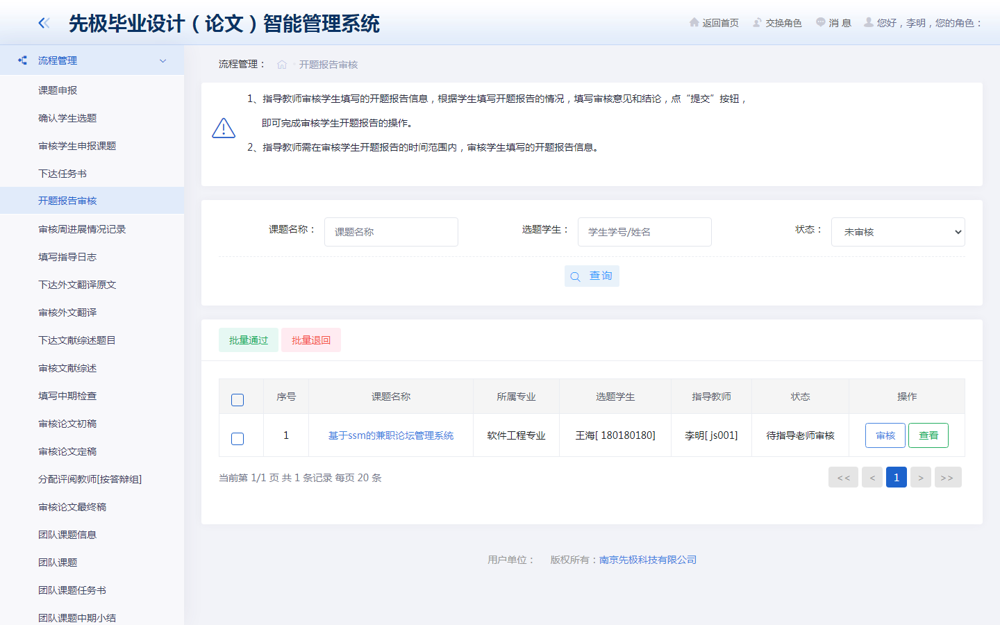 先极毕业设计（论文）智能管理系统
返回首页 交换角色 消 息 您好，李明，您的角色：
流程管理
课题申报
确认学生选题
审核学生申报课题
下达任务书
开题报告审核
审核周进展情况记录
填写指导日志
下达外文翻译原文
审核外文翻译
下达文献综述题目
审核文献综述
填写中期检查
审核论文初稿
审核论文定稿
分配评阅教师[按答辩组]
审核论文最终稿
团队课题信息
团队课题
团队课题任务书
团队课题中期小结
流程管理： 开题报告审核
1、指导教师审核学生填写的开题报告信息，根据学生填写开题报告的情况，填写审核意见和结论，点“提交”按钮，
即可完成审核学生开题报告的操作。
2、指导教师需在审核学生开题报告的时间范围内，审核学生填写的开题报告信息。
课题名称： 课题名称 选题学生： 学生学号/姓名 状态： 未审核
查询
批量通过 批量退回
序号 课题名称 所属专业 选题学生 指导教师 状态 操作
1 基于ssm的兼职论坛管理系统 软件工程专业 王海[ 180180180] 李明[ js001] 待指导老师审核 审核 查看
当前第 1/1 页 共 1 条记录 每页 20 条 << < 1 > >>
用户单位： 版权所有：南京先极科技有限公司